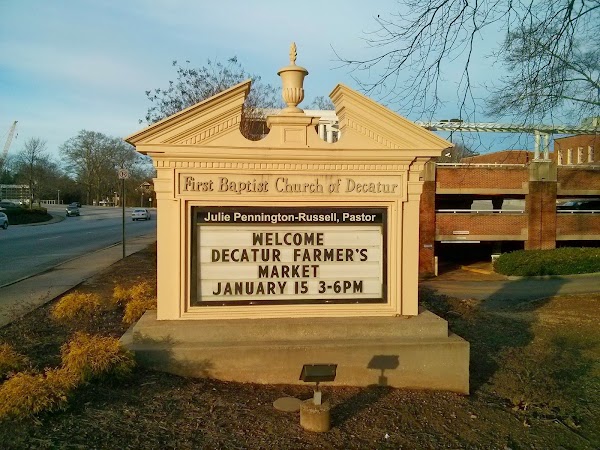 First Baptist Church of Decatur
Julie Pennington-Russell, Pastor
WELCOME
DECATUR FARMER'S
MARKET
JANUARY 15 3-6PM